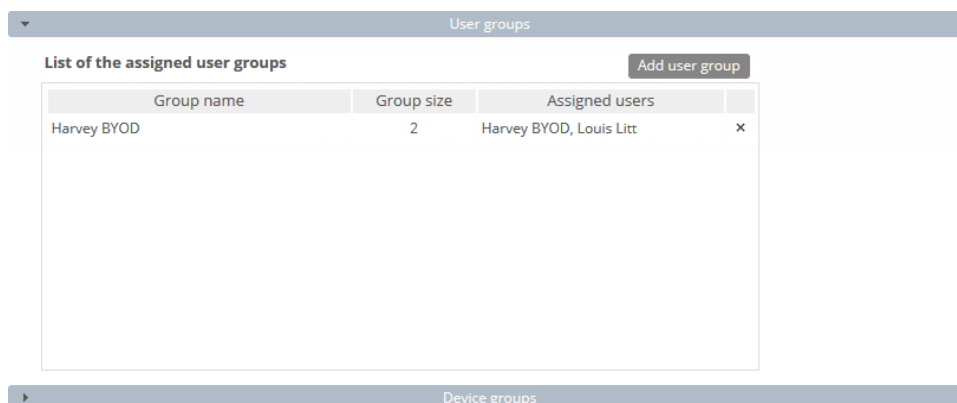 User groups
List of the assigned user groups
Add user group
Group name Group size Assigned users
Harvey BYOD 2 Harvey BYOD, Louis Litt ×
Device groups